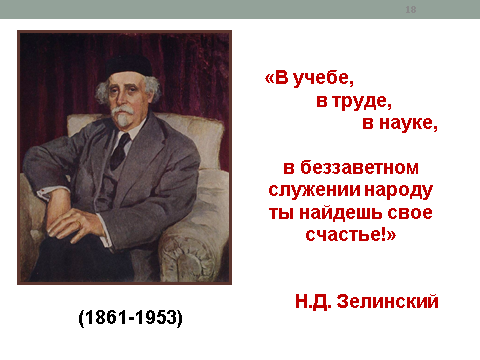 18
«В учебе,
в труде,
в науке,
в беззаветном
служении народу
ты найдешь свое
счастье!»
Н.Д. Зелинский
(1861-1953)